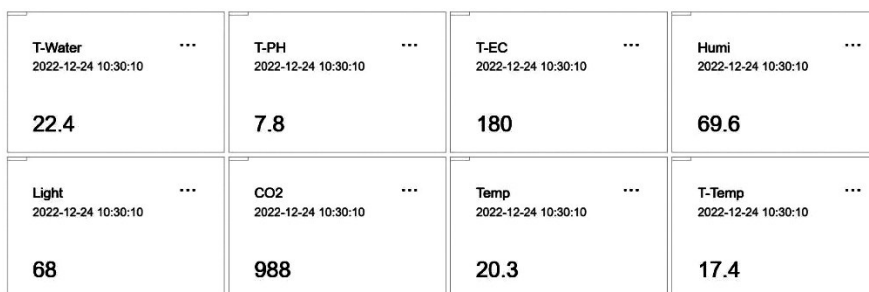 T-Water ...
2022-12-24 10:30:10
22.4
T-PH ...
2022-12-24 10:30:10
7.8
T-EC ...
2022-12-24 10:30:10
180
Humi ...
2022-12-24 10:30:10
69.6
Light ...
2022-12-24 10:30:10
68
CO2 ...
2022-12-24 10:30:10
988
Temp ...
2022-12-24 10:30:10
20.3
T-Temp ...
2022-12-24 10:30:10
17.4